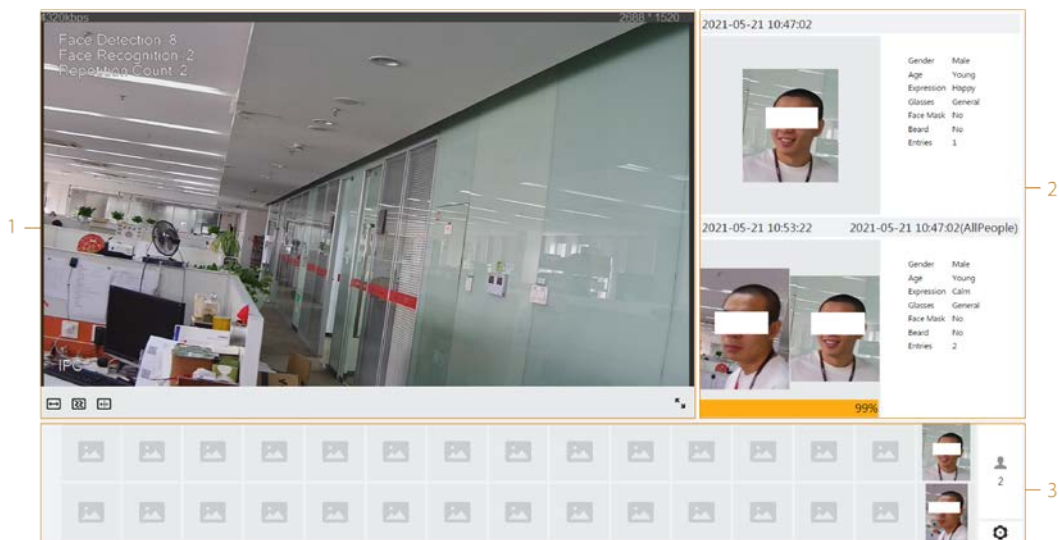 4320kbps
2688 * 1520
Face Detection 8
Face Recognition 2
Repetition Count 2
IPC
1
2021-05-21 10:47:02
Gender Male
Age Young
Expression Happy
Glasses General
Face Mask No
Beard No
Entries 1
2
2021-05-21 10:53:22 2021-05-21 10:47:02(AllPeople)
Gender Male
Age Young
Expression Calm
Glasses General
Face Mask No
Beard No
Entries 2
99%
2
3